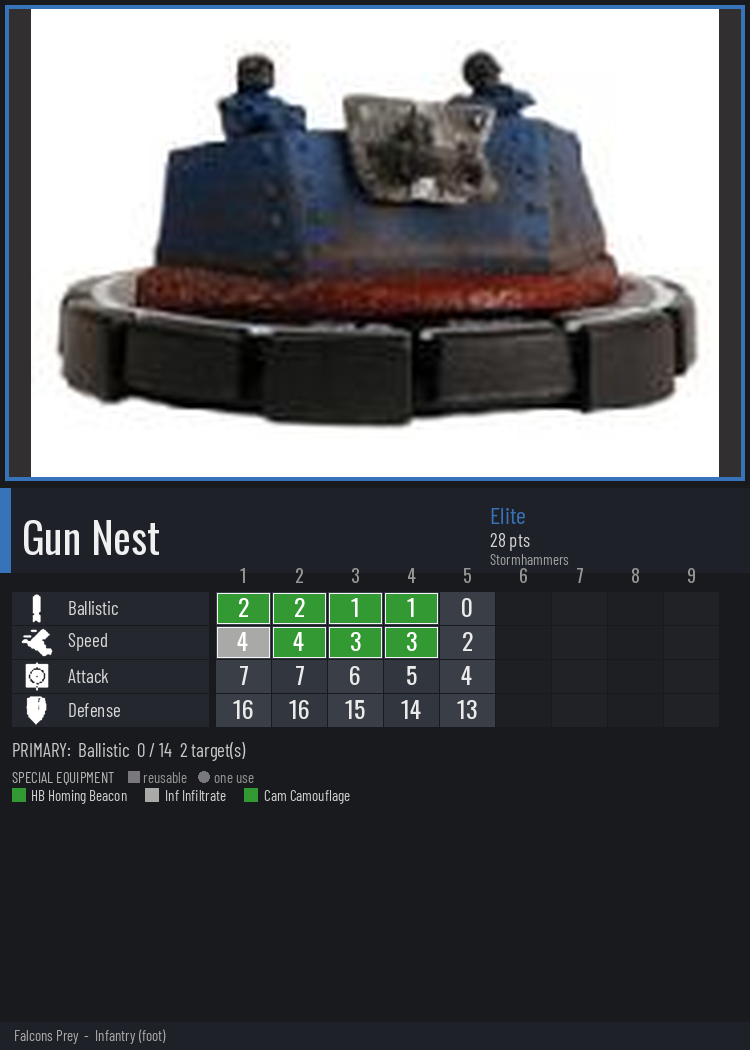 Gun Nest
Elite
28 pts
Stormhammers
1 2 3 4 5 6 7 8 9
Ballistic 2 2 1 1 0
Speed 4 4 3 3 2
Attack 7 7 6 5 4
Defense 16 16 15 14 13
PRIMARY: Ballistic 0 / 14 2 target(s)
SPECIAL EQUIPMENT reusable one use
HB Homing Beacon Inf Infiltrate Cam Camouflage
Falcons Prey - Infantry (foot)